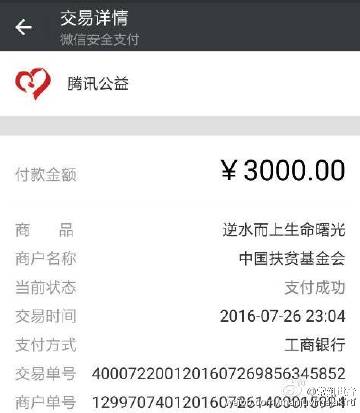 交易详情
微信安全支付
腾讯公益
付款金额 ￥3000.00
商品 逆水而上生命曙光
商户名称 中国扶贫基金会
当前状态 支付成功
交易时间 2016-07-26 23:04
支付方式 工商银行
交易单号 4000722001201607269856345852
商户单号